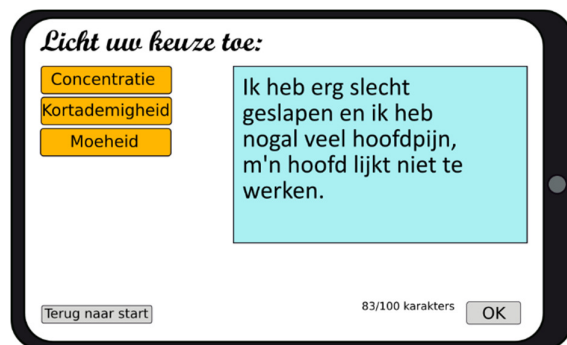 Licht uw keuze toe:
Concentratie
Kortademigheid
Moeheid
Ik heb erg slecht
geslapen en ik heb
nogal veel hoofdpijn,
m'n hoofd lijkt niet te
werken.
83/100 karakters
Terug naar start
OK